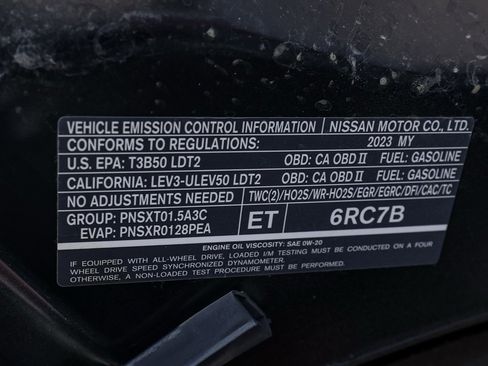 VEHICLE EMISSION CONTROL INFORMATION NISSAN MOTOR CO., LTD.
CONFORMS TO REGULATIONS: 2023 MY
U.S. EPA: T3B50 LDT2 OBD: CA OBD II FUEL: GASOLINE
CALIFORNIA: LEV3-ULEV50 LDT2 OBD: CA OBD II FUEL: GASOLINE
NO ADJUSTMENTS NEEDED TWC(2)/HO2S/WR-HO2S/EGR/EGRC/DFI/CAC/TC
GROUP: PNSXT01.5A3C ET 6RC7B
EVAP: PNSXR0128PEA
ENGINE OIL VISCOSITY: SAE 0W-20
IF EQUIPPED WITH ALL-WHEEL DRIVE, LOADED I/M TESTING MUST BE CONDUCTED ON A FOUR
WHEEL DRIVE SPEED SYNCHRONIZED DYNAMOMETER.
OTHERWISE, A NON-LOADED TEST PROCEDURE MUST BE PERFORMED.